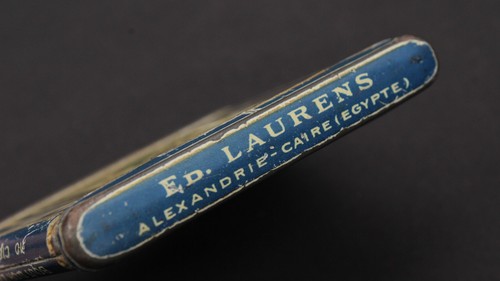 ED. LAURENS
ALEXANDRIE-CAIRE (EGYPTE)